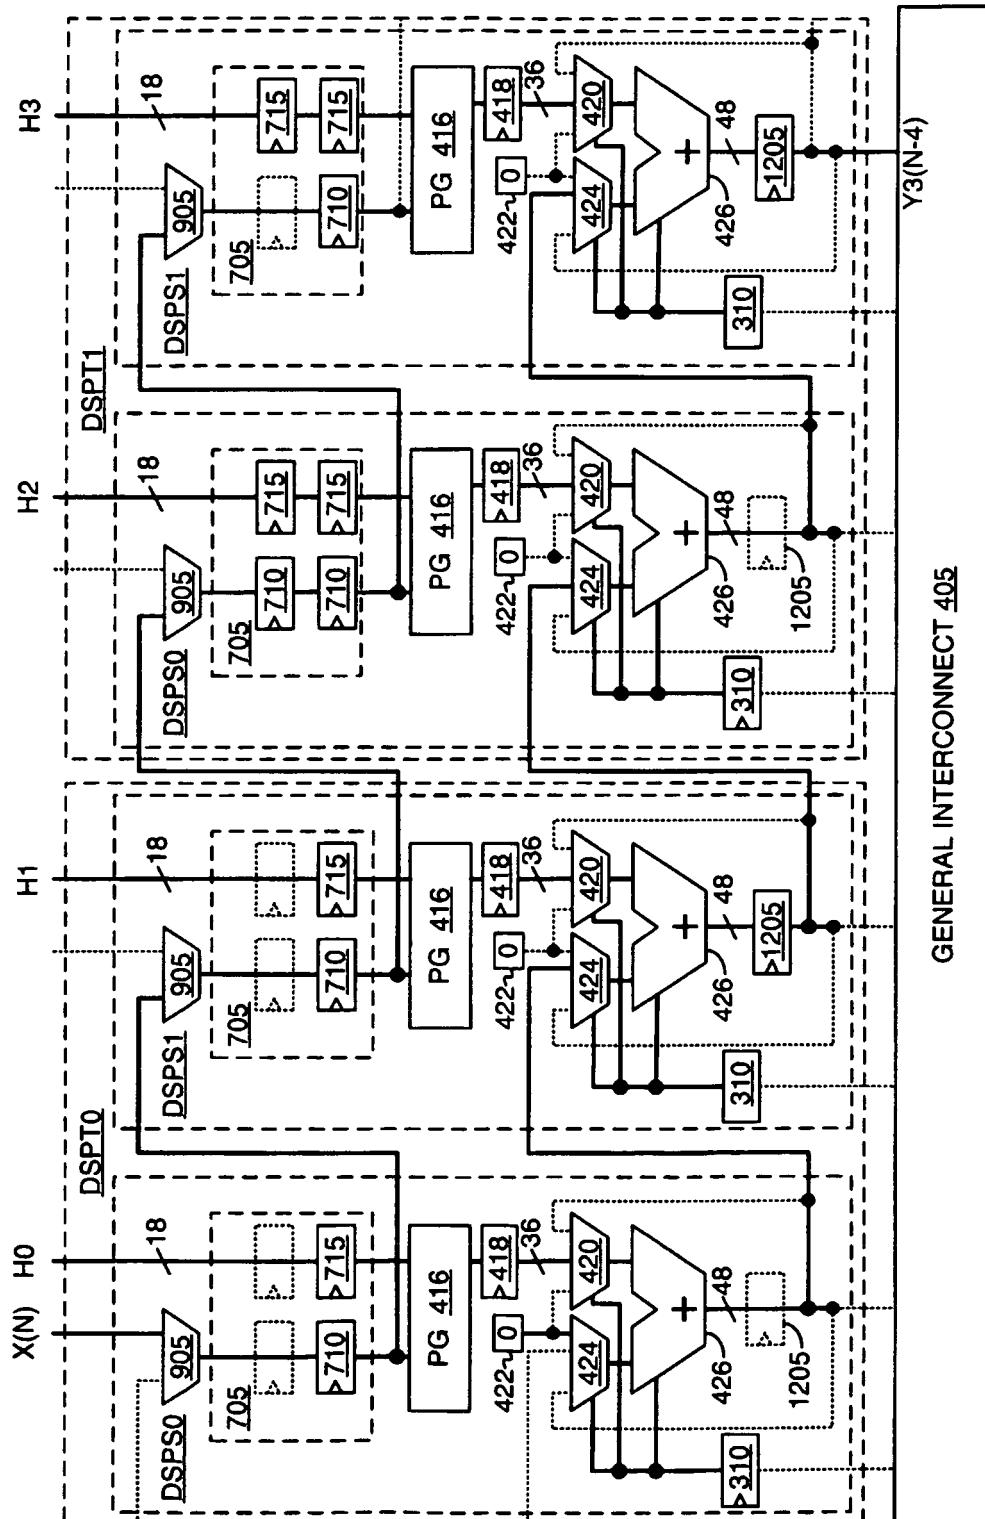 X(N) H0 H1 H2 H3
DSPT0 DSPT1
18 18 18 18
DSPS0 DSPS1 DSPS0 DSPS1
905 905 905 905
705 705 705 705
710 715 715
715 710 710 715 710 715 710 715
PG 416 PG 416 PG 416 PG 416
418 418 418 418
422 0 422 0 422 0 422 0
36 36 36 36
424 420 424 420 424 420 424 420
+ + + +
426 48 426 48 426 48 426 48
310 310 310 310
1205 1205 1205 1205
Y3(N-4)
GENERAL INTERCONNECT 405